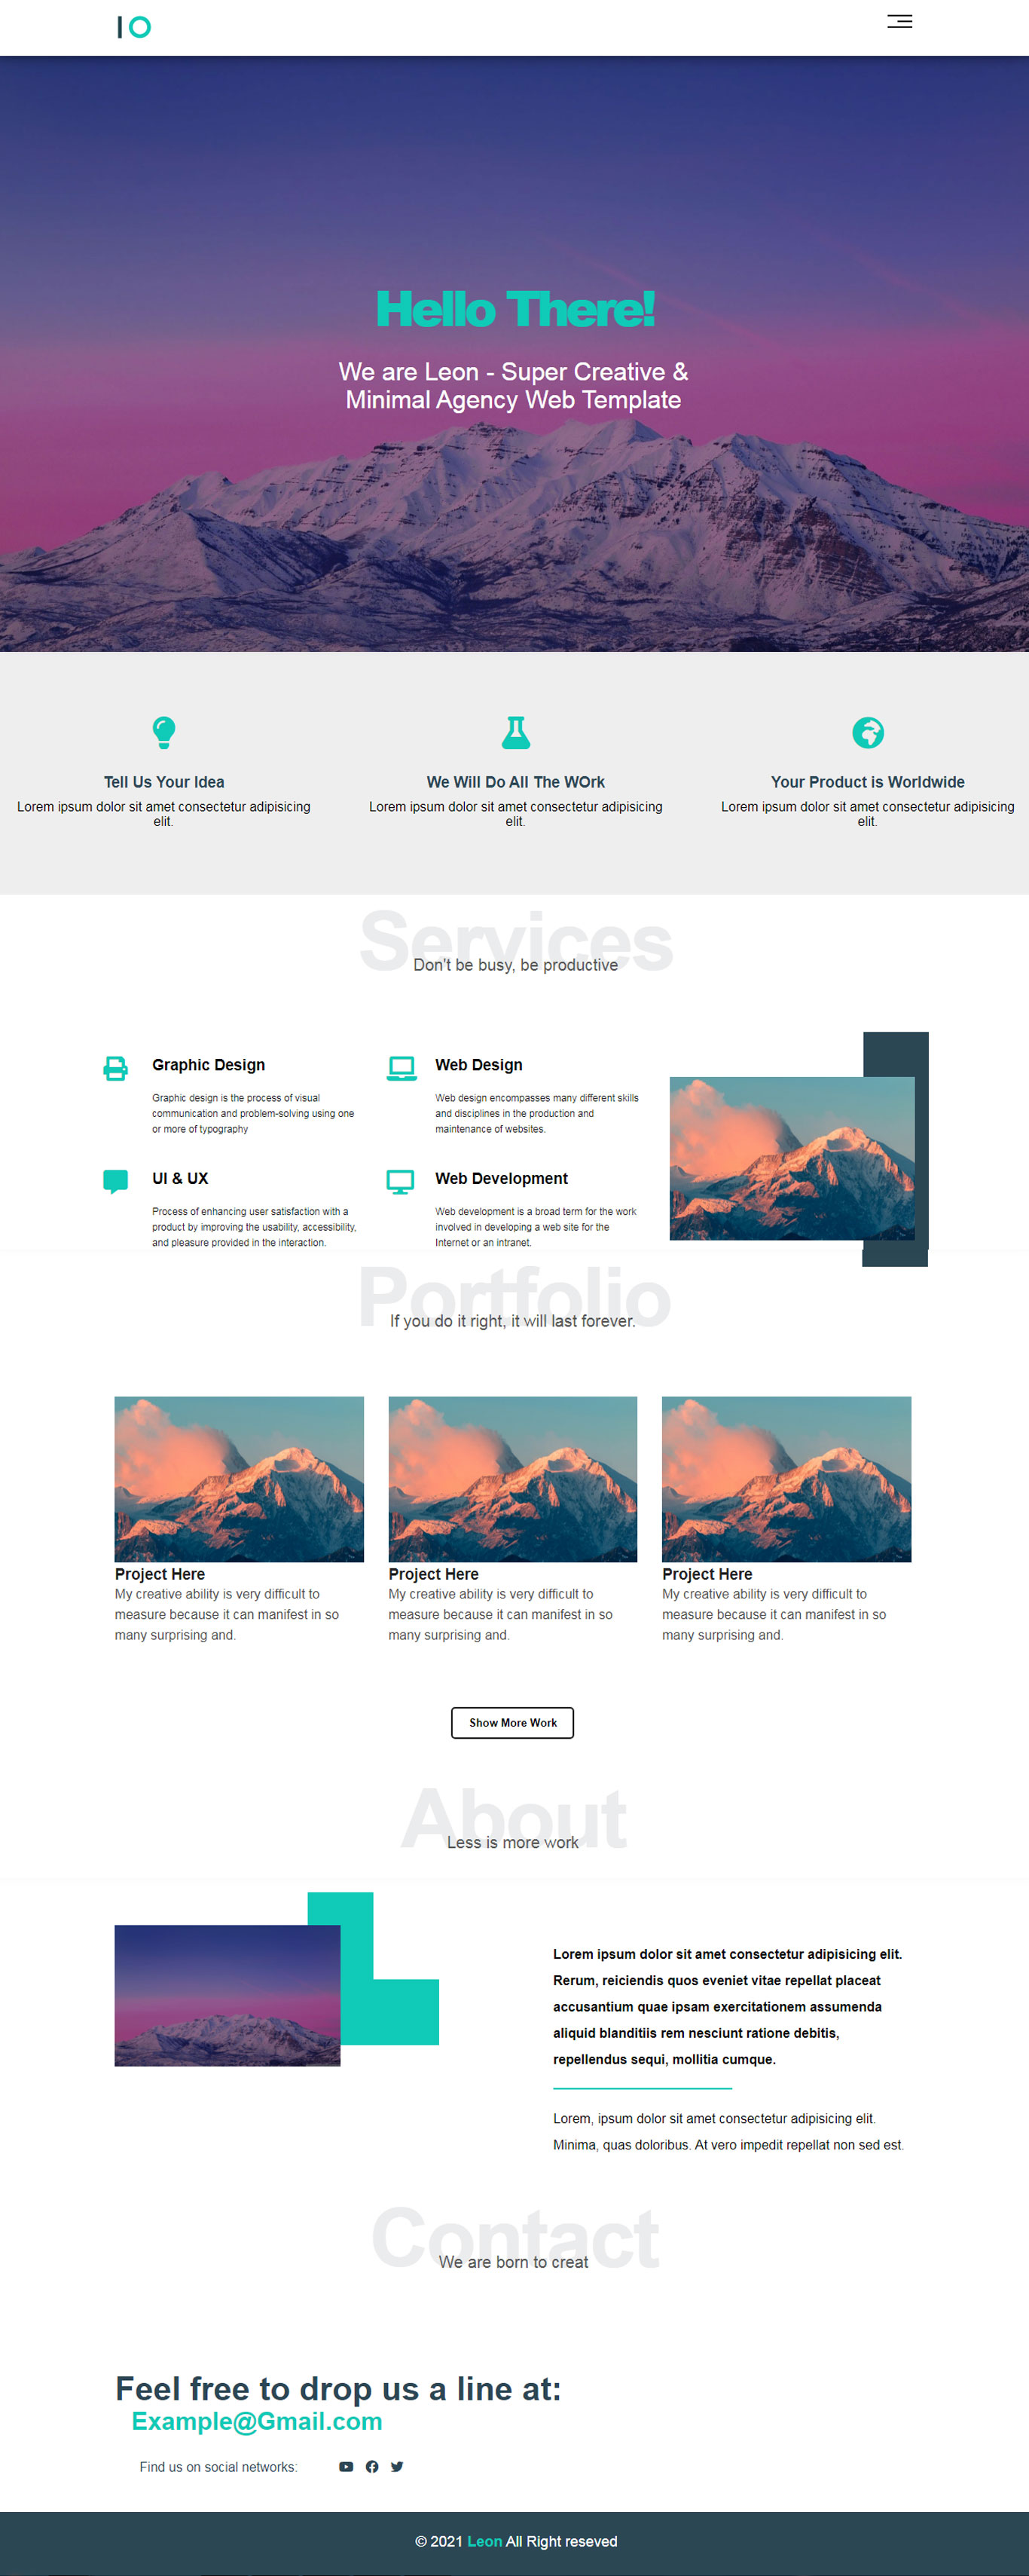 IO
Hello There!
We are Leon - Super Creative &
Minimal Agency Web Template
Tell Us Your Idea
Lorem ipsum dolor sit amet consectetur adipisicing
elit.
We Will Do All The WOrk
Lorem ipsum dolor sit amet consectetur adipisicing
elit.
Your Product is Worldwide
Lorem ipsum dolor sit amet consectetur adipisicing
elit.
Services
Don't be busy, be productive
Graphic Design
Graphic design is the process of visual
communication and problem-solving using one
or more of typography
Web Design
Web design encompasses many different skills
and disciplines in the production and
maintenance of websites.
UI & UX
Process of enhancing user satisfaction with a
product by improving the usability, accessibility,
and pleasure provided in the interaction.
Web Development
Web development is a broad term for the work
involved in developing a web site for the
Internet or an intranet.
Portfolio
If you do it right, it will last forever.
Project Here
My creative ability is very difficult to
measure because it can manifest in so
many surprising and.
Project Here
My creative ability is very difficult to
measure because it can manifest in so
many surprising and.
Project Here
My creative ability is very difficult to
measure because it can manifest in so
many surprising and.
Show More Work
About
Less is more work
Lorem ipsum dolor sit amet consectetur adipisicing elit.
Rerum, reiciendis quos eveniet vitae repellat placeat
accusantium quae ipsam exercitationem assumenda
aliquid blanditiis rem nesciunt ratione debitis,
repellendus sequi, mollitia cumque.
Lorem, ipsum dolor sit amet consectetur adipisicing elit.
Minima, quas doloribus. At vero impedit repellat non sed est.
Contact
We are born to creat
Feel free to drop us a line at:
Example@Gmail.com
Find us on social networks:
© 2021 Leon All Right reseved